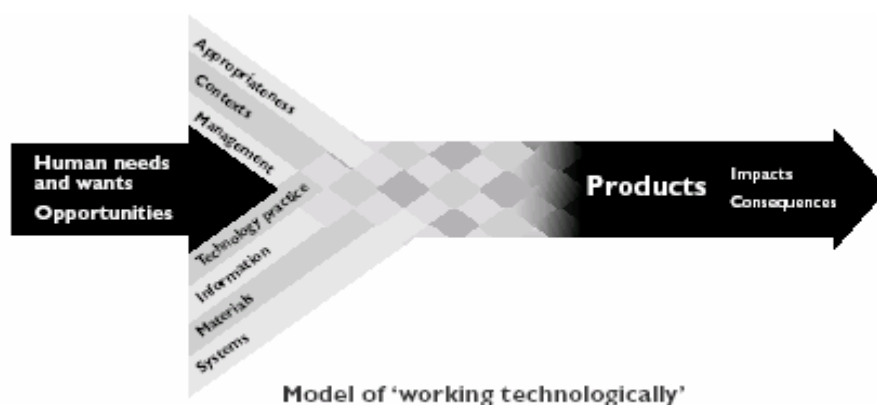 Appropriateness
Contexts
Management
Human needs
and wants
Opportunities
Technology practice
Information
Materials
Systems
Products
Impacts
Consequences
Model of ‘working technologically’